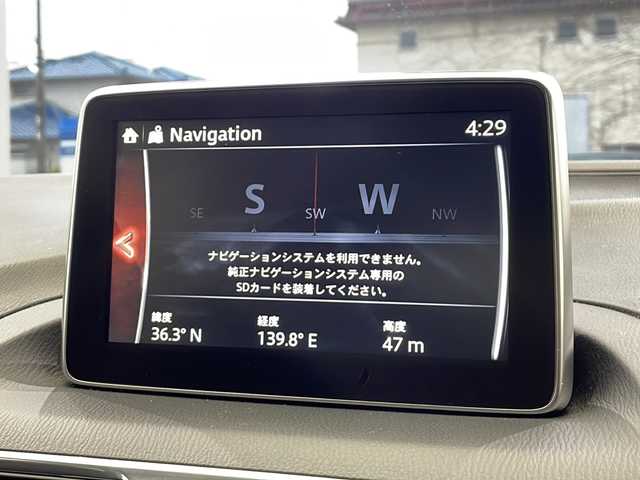 Navigation 4:29
SE S SW W NW
ナビゲーションシステムを利用できません。
純正ナビゲーションシステム専用の
SDカードを装着してください。
緯度 経度 高度
36.3° N 139.8° E 47 m